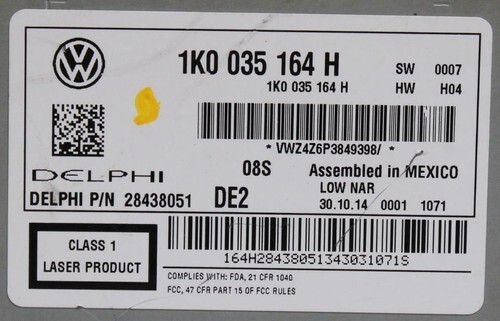 1K0 035 164 H SW 0007
1K0 035 164 H HW H04
* VWZ4Z6P3849398/ *
DELPHI 08S Assembled in MEXICO
LOW NAR
DELPHI P/N 28438051 DE2 30.10.14 0001 1071
CLASS 1
LASER PRODUCT
164H28438051343031071S
COMPLIES WITH: FDA, 21 CFR 1040
FCC, 47 CFR PART 15 OF FCC RULES